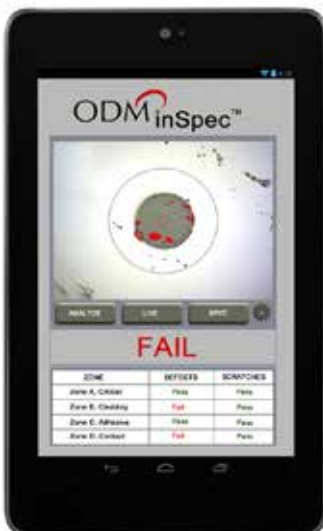 ODM inSpec™
ANALYZE LIVE SAVE
FAIL
ZONE DEFECTS SCRATCHES
Zone A. Critical Pass Pass
Zone B. Cladding Fail Pass
Zone C. Adhesive Pass Pass
Zone D. Contact Fail Pass